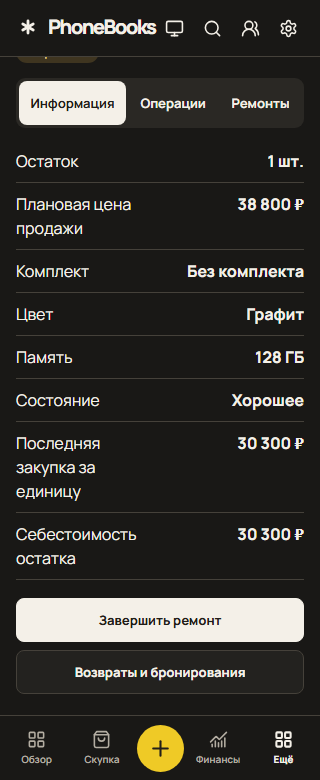 PhoneBooks
Информация Операции Ремонты
Остаток 1 шт.
Плановая цена 38 800 ₽
продажи
Комплект Без комплекта
Цвет Графит
Память 128 ГБ
Состояние Хорошее
Последняя 30 300 ₽
закупка за
единицу
Себестоимость 30 300 ₽
остатка
Завершить ремонт
Возвраты и бронирования
Обзор Скупка Финансы Ещё